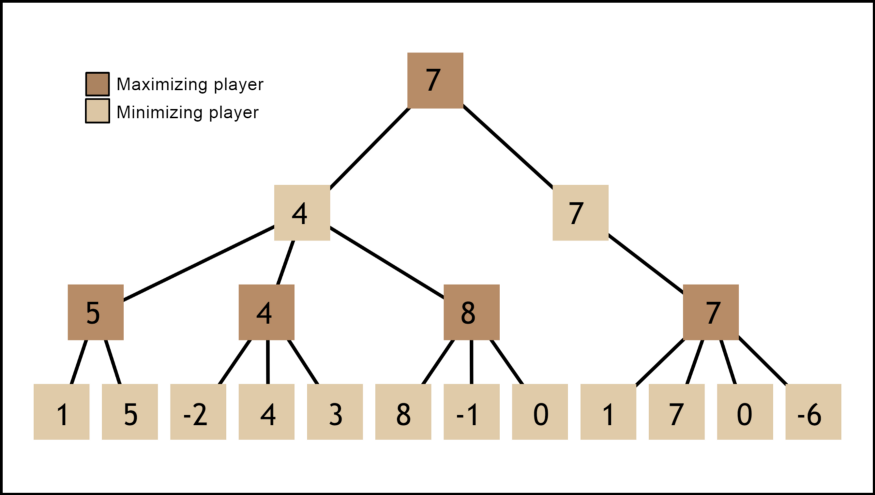 7
Maximizing player
Minimizing player
4 7
5 4 8 7
1 5 -2 4 3 8 -1 0 1 7 0 -6